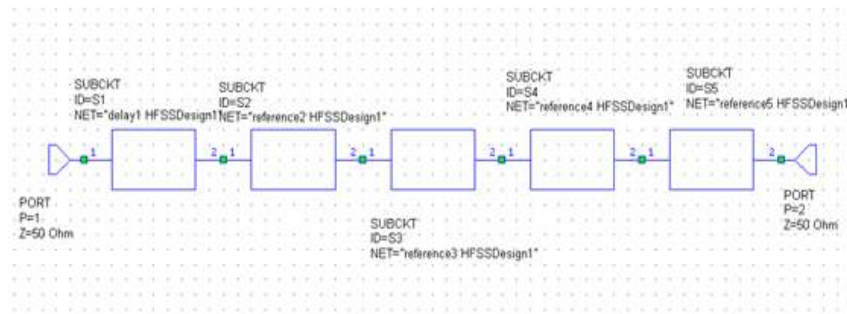 SUBCKT
ID=S1
NET="delay1 HFSSDesign1"
SUBCKT
ID=S2
NET="reference2 HFSSDesign1"
SUBCKT
ID=S4
NET="reference4 HFSSDesign1"
SUBCKT
ID=S5
NET="reference5 HFSSDesign1
1
2 1
2 1
2 1
2 1
2
PORT
P=1
Z=50 Ohm
SUBCKT
ID=S3
NET="reference3 HFSSDesign1"
PORT
P=2
Z=50 Ohm